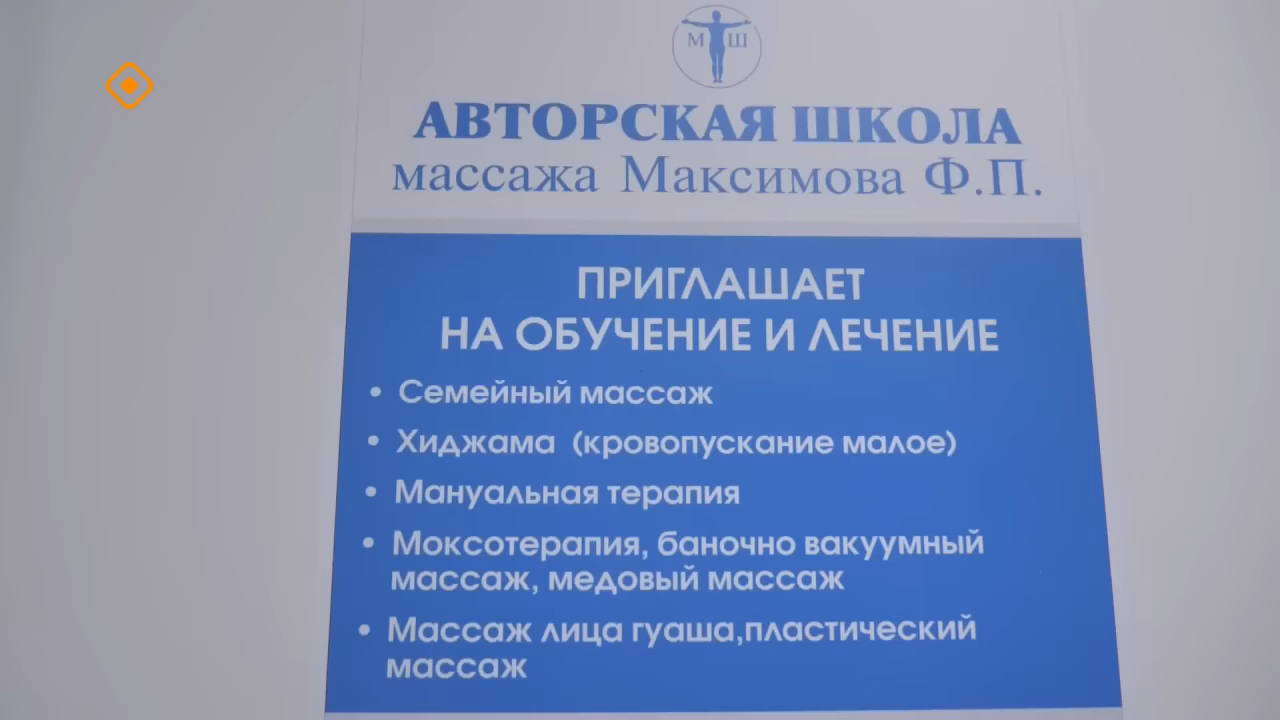 М Ш
АВТОРСКАЯ ШКОЛА
массажа Максимова Ф.П.
ПРИГЛАШАЕТ
НА ОБУЧЕНИЕ И ЛЕЧЕНИЕ
• Семейный массаж
• Хиджама (кровопускание малое)
• Мануальная терапия
• Моксотерапия, баночно вакуумный
массаж, медовый массаж
• Массаж лица гуаша,пластический
массаж